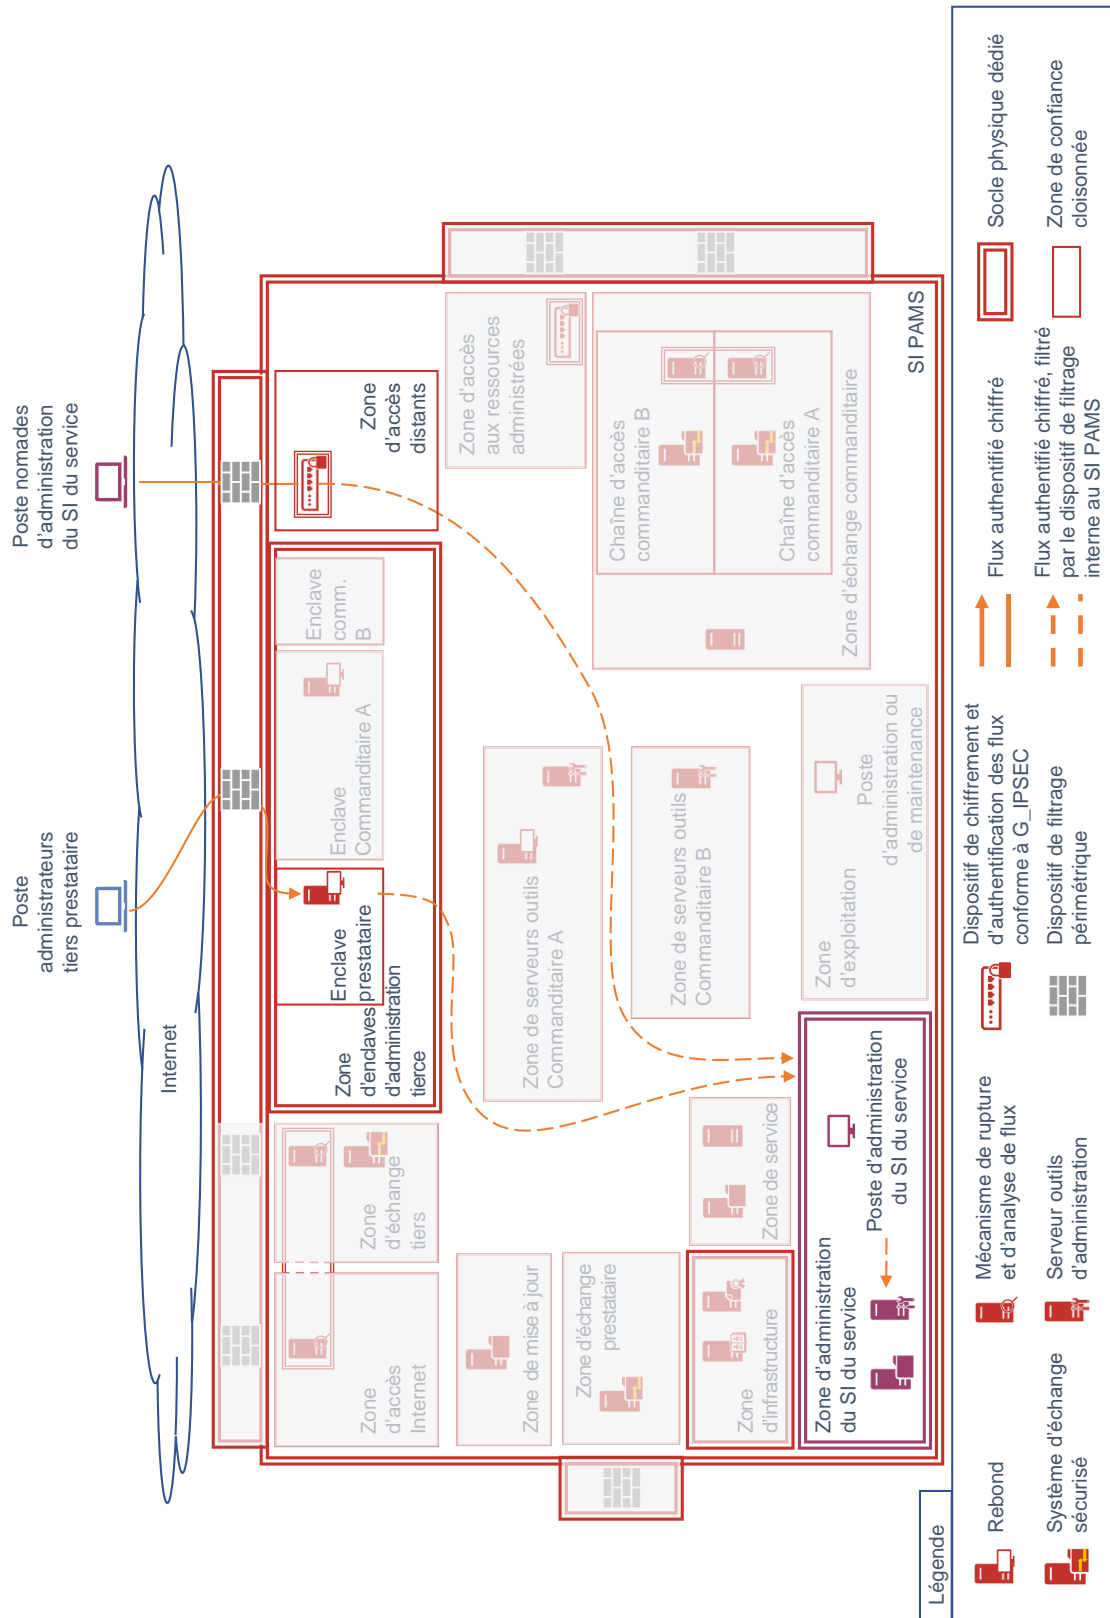 Poste
administrateurs
tiers prestataire
Poste nomades
d'administration
du SI du service
Internet
Zone
d'accès
Internet
Zone
d'échange
tiers
Zone
d'enclaves
d'administration
tierce
Enclave
prestataire
Enclave
Commanditaire A
Enclave
comm.
B
Zone
d'accès
distants
Zone de mise à jour
Zone d'échange
prestataire
Zone de serveurs outils
Commanditaire A
Zone de serveurs outils
Commanditaire B
Zone d'accès
aux ressources
administrées
Chaîne d'accès
commanditaire B
Chaîne d'accès
commanditaire A
Zone d'échange commanditaire
Zone
d'infrastructure
Zone de service
Zone d'administration
du SI du service
Poste d'administration
du SI du service
Zone
d'exploitation
Poste
d'administration ou
de maintenance
SI PAMS
Légende
Rebond
Système d'échange
sécurisé
Mécanisme de rupture
et d'analyse de flux
Serveur outils
d'administration
Dispositif de chiffrement et
d'authentification des flux
conforme à G_IPSEC
Dispositif de filtrage
périmétrique
Flux authentifié chiffré
Flux authentifié chiffré, filtré
par le dispositif de filtrage
interne au SI PAMS
Socle physique dédié
Zone de confiance
cloisonnée